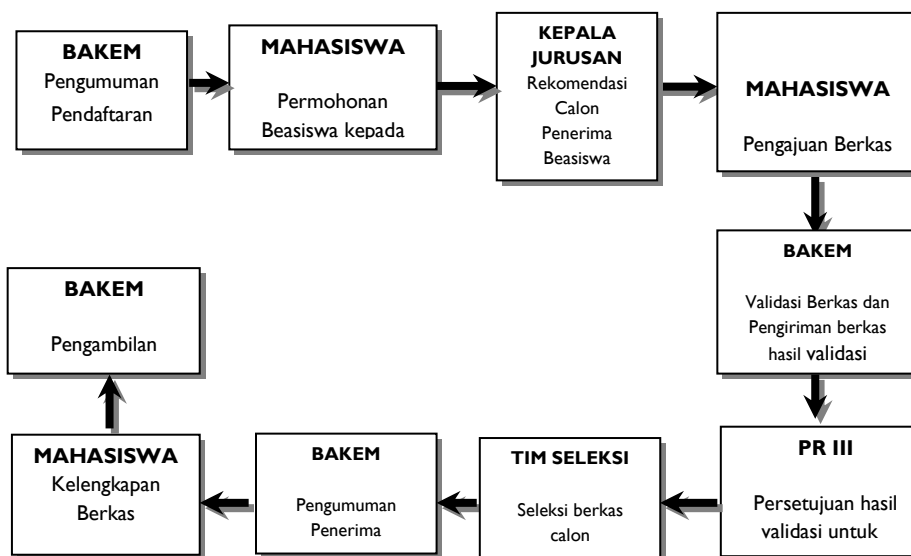 BAKEM
Pengumuman
Pendaftaran
MAHASISWA
Permohonan
Beasiswa kepada
KEPALA
JURUSAN
Rekomendasi
Calon
Penerima
Beasiswa
MAHASISWA
Pengajuan Berkas
BAKEM
Validasi Berkas dan
Pengiriman berkas
hasil validasi
PR III
Persetujuan hasil
validasi untuk
TIM SELEKSI
Seleksi berkas
calon
BAKEM
Pengumuman
Penerima
MAHASISWA
Kelengkapan
Berkas
BAKEM
Pengambilan